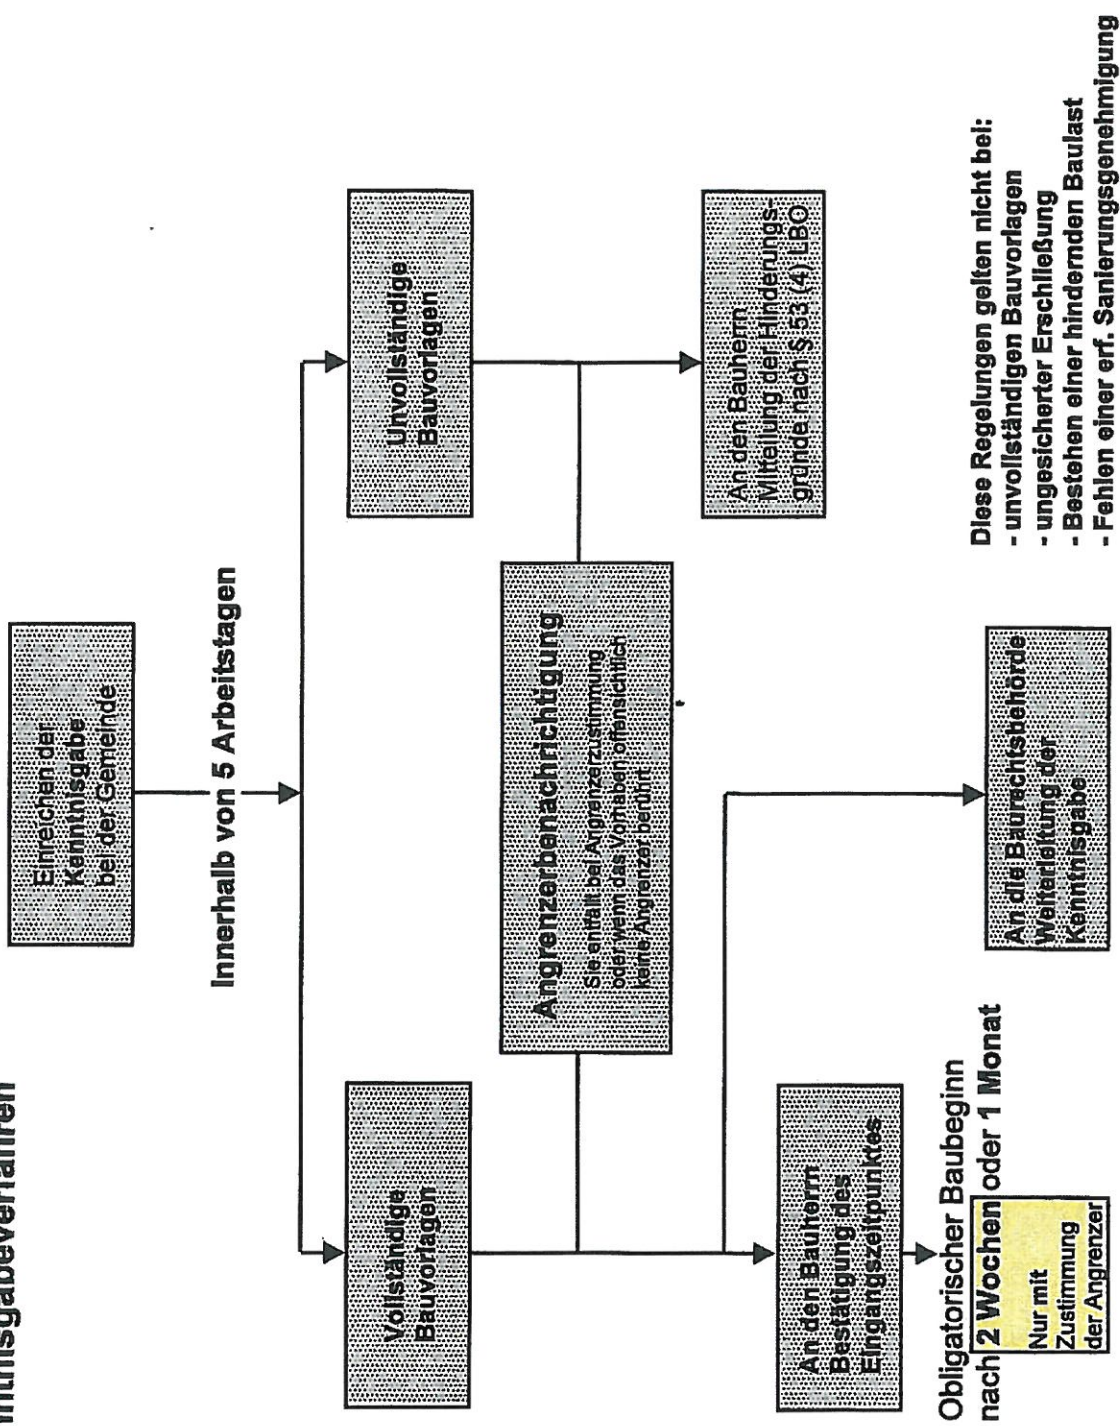 Einreichen der
Kenntnisgabe
bei der Gemeinde
Innerhalb von 5 Arbeitstagen
Vollständige
Bauvorlagen
Unvollständige
Bauvorlagen
Angrenzerbenachrichtigung
Sie entfällt bei Angrenzerzustimmung
oder wenn das Vorhaben offensichtlich
keine Angrenzer berührt
An den Bauherrn
Mitteilung der Hinderungs-
gründe nach § 53 (4) LBO
An den Bauherrn
Bestätigung des
Eingangszeitpunktes
An die Baurechtsbehörde
Weiterleitung der
Kenntnisgabe
Obligatorischer Baubeginn
nach 2 Wochen oder 1 Monat
Nur mit
Zustimmung
der Angrenzer
Diese Regelungen gelten nicht bei:
- unvollständigen Bauvorlagen
- ungesicherter Erschließung
- Bestehen einer hindernden Baulast
- Fehlen einer erf. Sanierungsgenehmigung